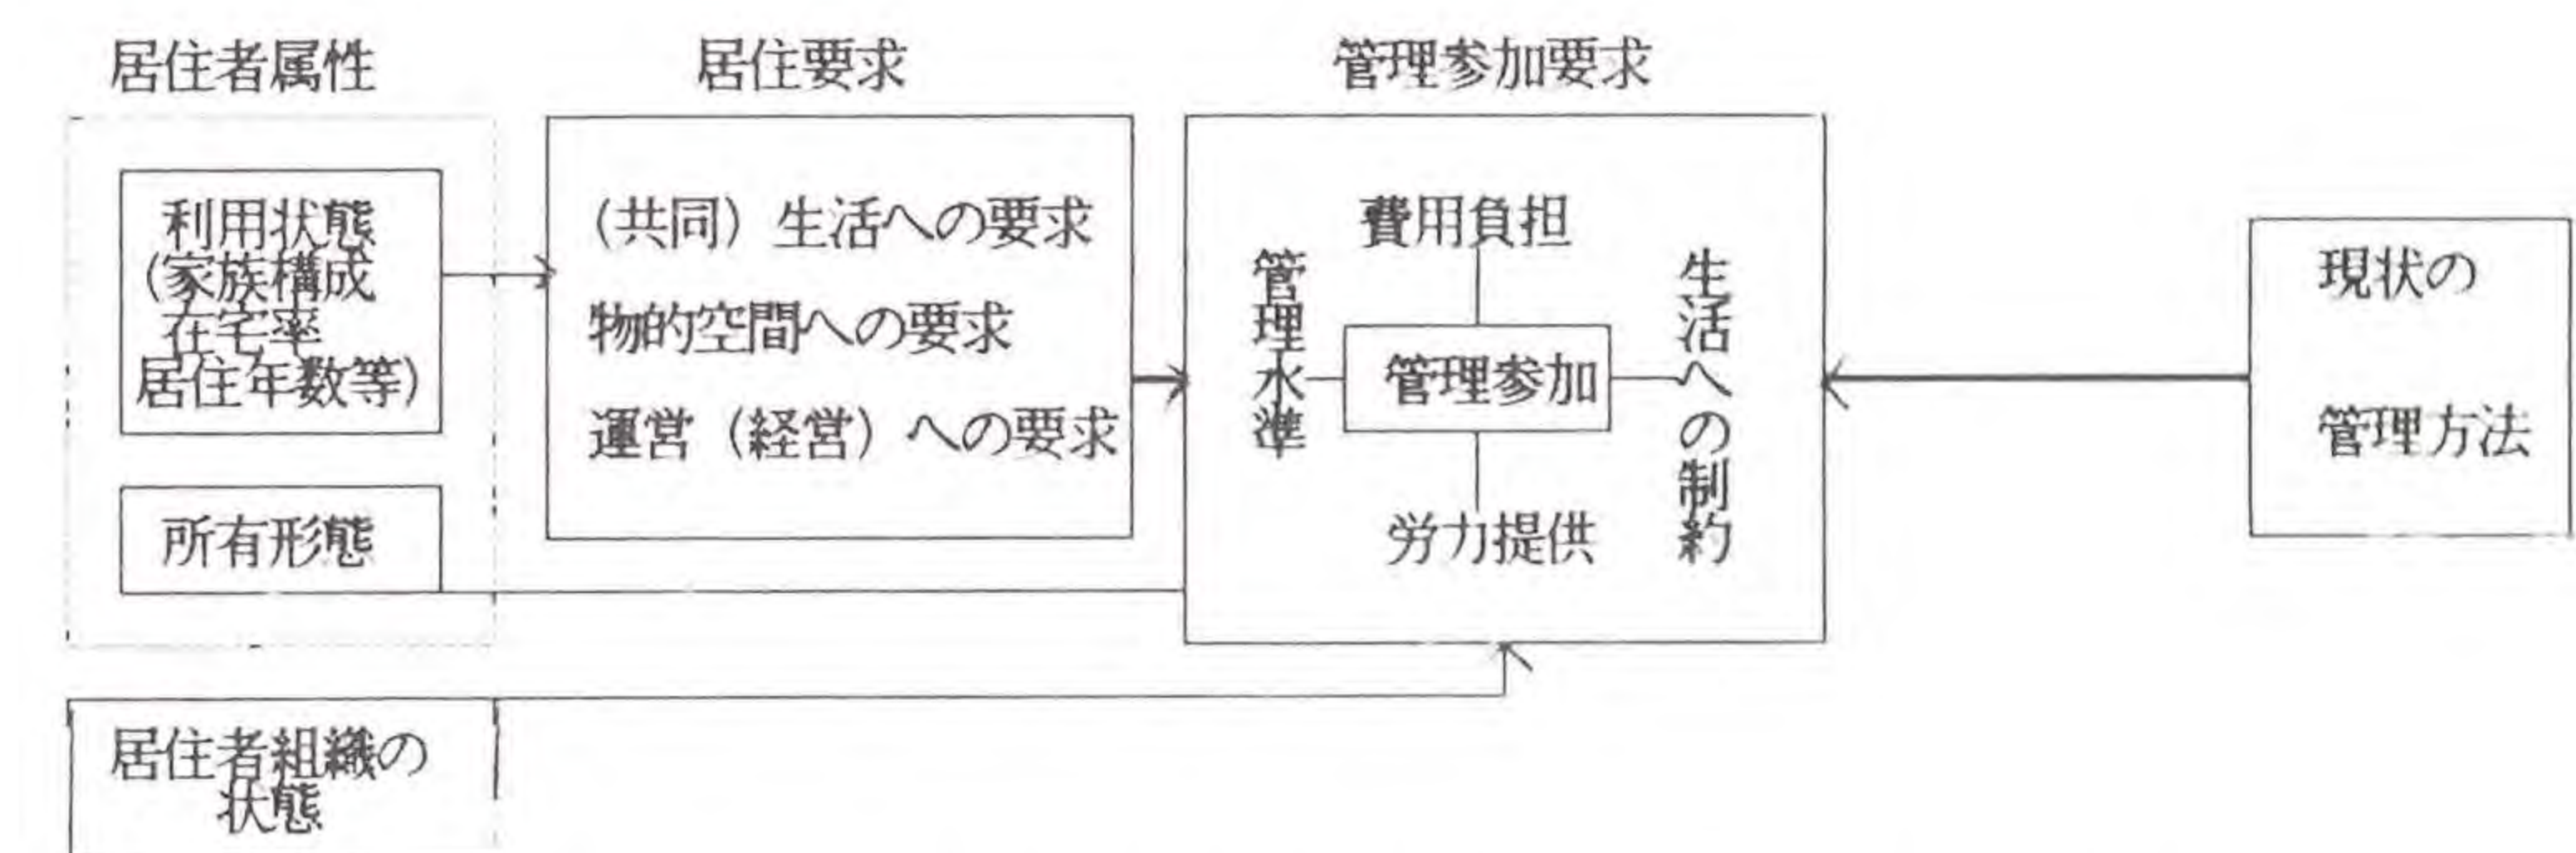 居住者属性
利用状態
(家族構成
在宅率
居住年数等)
所有形態
居住要求
(共同) 生活への要求
物的空間への要求
運営 (経営) への要求
管理参加要求
費用負担
管理水準
管理参加
生活への制約
労力提供
現状の
管理方法
居住者組織の
状態